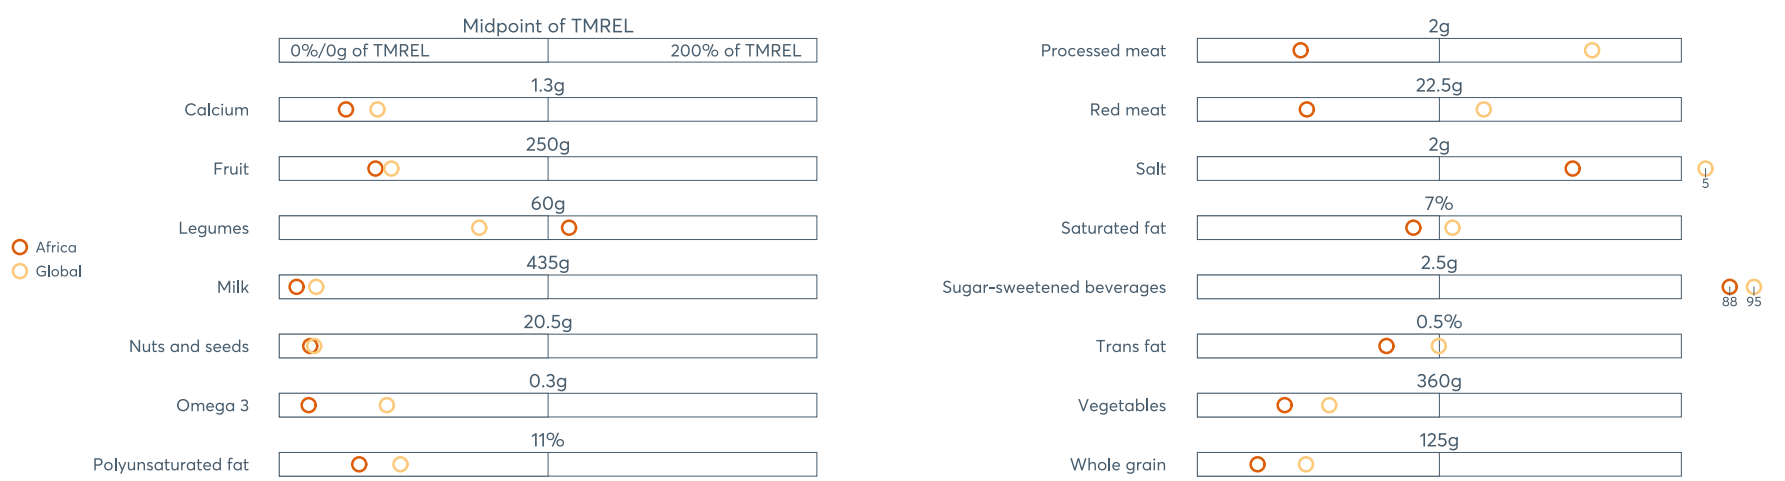 Midpoint of TMREL
0%/0g of TMREL
200% of TMREL
1.3g
Calcium
250g
Fruit
60g
Legumes
435g
Milk
20.5g
Nuts and seeds
0.3g
Omega 3
11%
Polyunsaturated fat
Africa
Global
2g
Processed meat
22.5g
Red meat
2g
Salt
5
7%
Saturated fat
2.5g
Sugar-sweetened beverages
88
95
0.5%
Trans fat
360g
Vegetables
125g
Whole grain